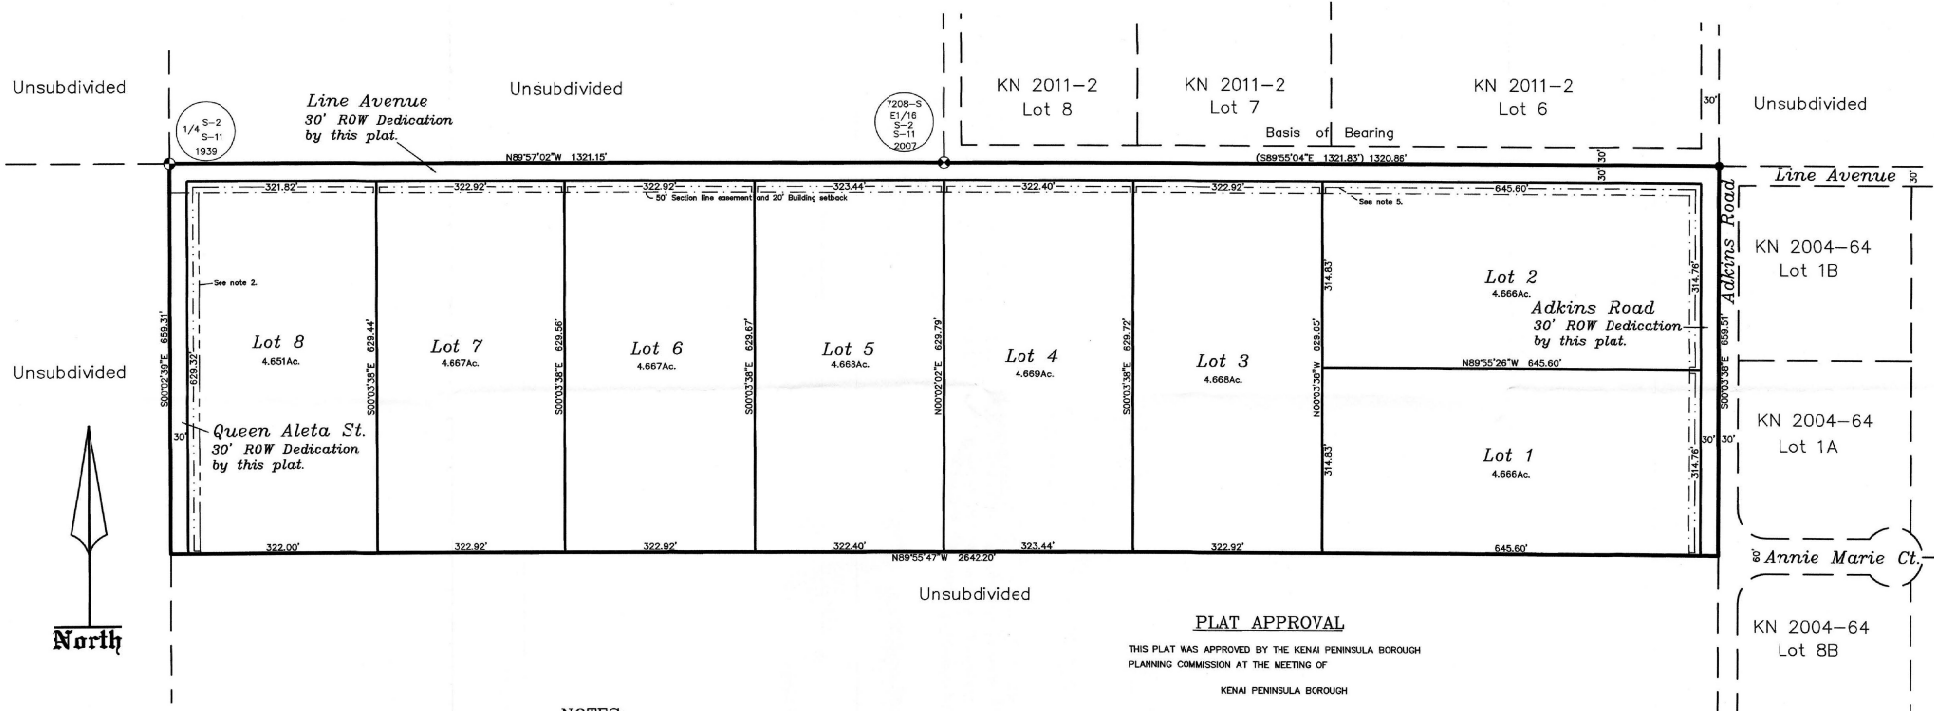 Unsubdivided
1/4
S-2
S-11
1939
Line Avenue
30' ROW Dedication
by this plat.
Unsubdivided
7208-S
E1/16
S-2
S-11
2007
KN 2011-2
Lot 8
KN 2011-2
Lot 7
KN 2011-2
Lot 6
30'
Unsubdivided
Basis of Bearing
N89°57'02"W 1321.15'
(S89°55'04"E 1321.83') 1320.86'
30'
30'
Line Avenue
30'
321.82'
322.92'
322.92'
323.44'
322.40'
322.92'
645.60'
50' Section line easement and 20' Building setback
See note 5.
Adkins Road
KN 2004-64
Lot 1B
See note 2.
314.83'
Lot 2
4.666Ac.
314.76'
Adkins Road
30' ROW Dedication
by this plat.
Unsubdivided
S00°02'39"E 659.31'
629.32'
Lot 8
4.651Ac.
S00°03'38"E 629.44'
Lot 7
4.667Ac.
S00°03'38"E 629.56'
Lot 6
4.667Ac.
S00°03'38"E 629.67'
Lot 5
4.668Ac.
N00°02'02"E 629.79'
Lot 4
4.669Ac.
S00°03'38"E 629.72'
Lot 3
4.668Ac.
N89°55'26"W 645.60'
S00°03'38"E 659.51'
30'
Queen Aleta St.
30' ROW Dedication
by this plat.
314.83'
Lot 1
4.666Ac.
314.76'
30'
30'
KN 2004-64
Lot 1A
322.00'
322.92'
322.92'
322.40'
323.44'
322.92'
645.60'
N89°55'47"W 2642.20'
60'
Annie Marie Ct.
Unsubdivided
North
PLAT APPROVAL
THIS PLAT WAS APPROVED BY THE KENAI PENINSULA BOROUGH
PLANNING COMMISSION AT THE MEETING OF
KENAI PENINSULA BOROUGH
KN 2004-64
Lot 8B
NOTES